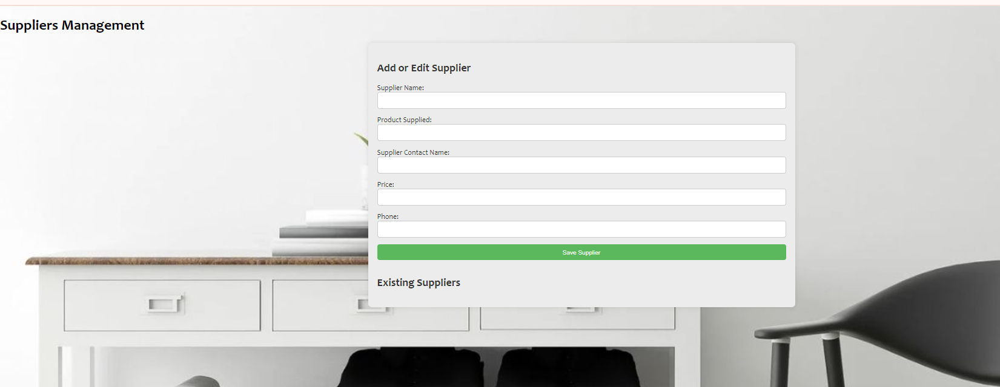 Suppliers Management
Add or Edit Supplier
Supplier Name:
Product Supplied:
Supplier Contact Name:
Price:
Phone:
Save Supplier
Existing Suppliers